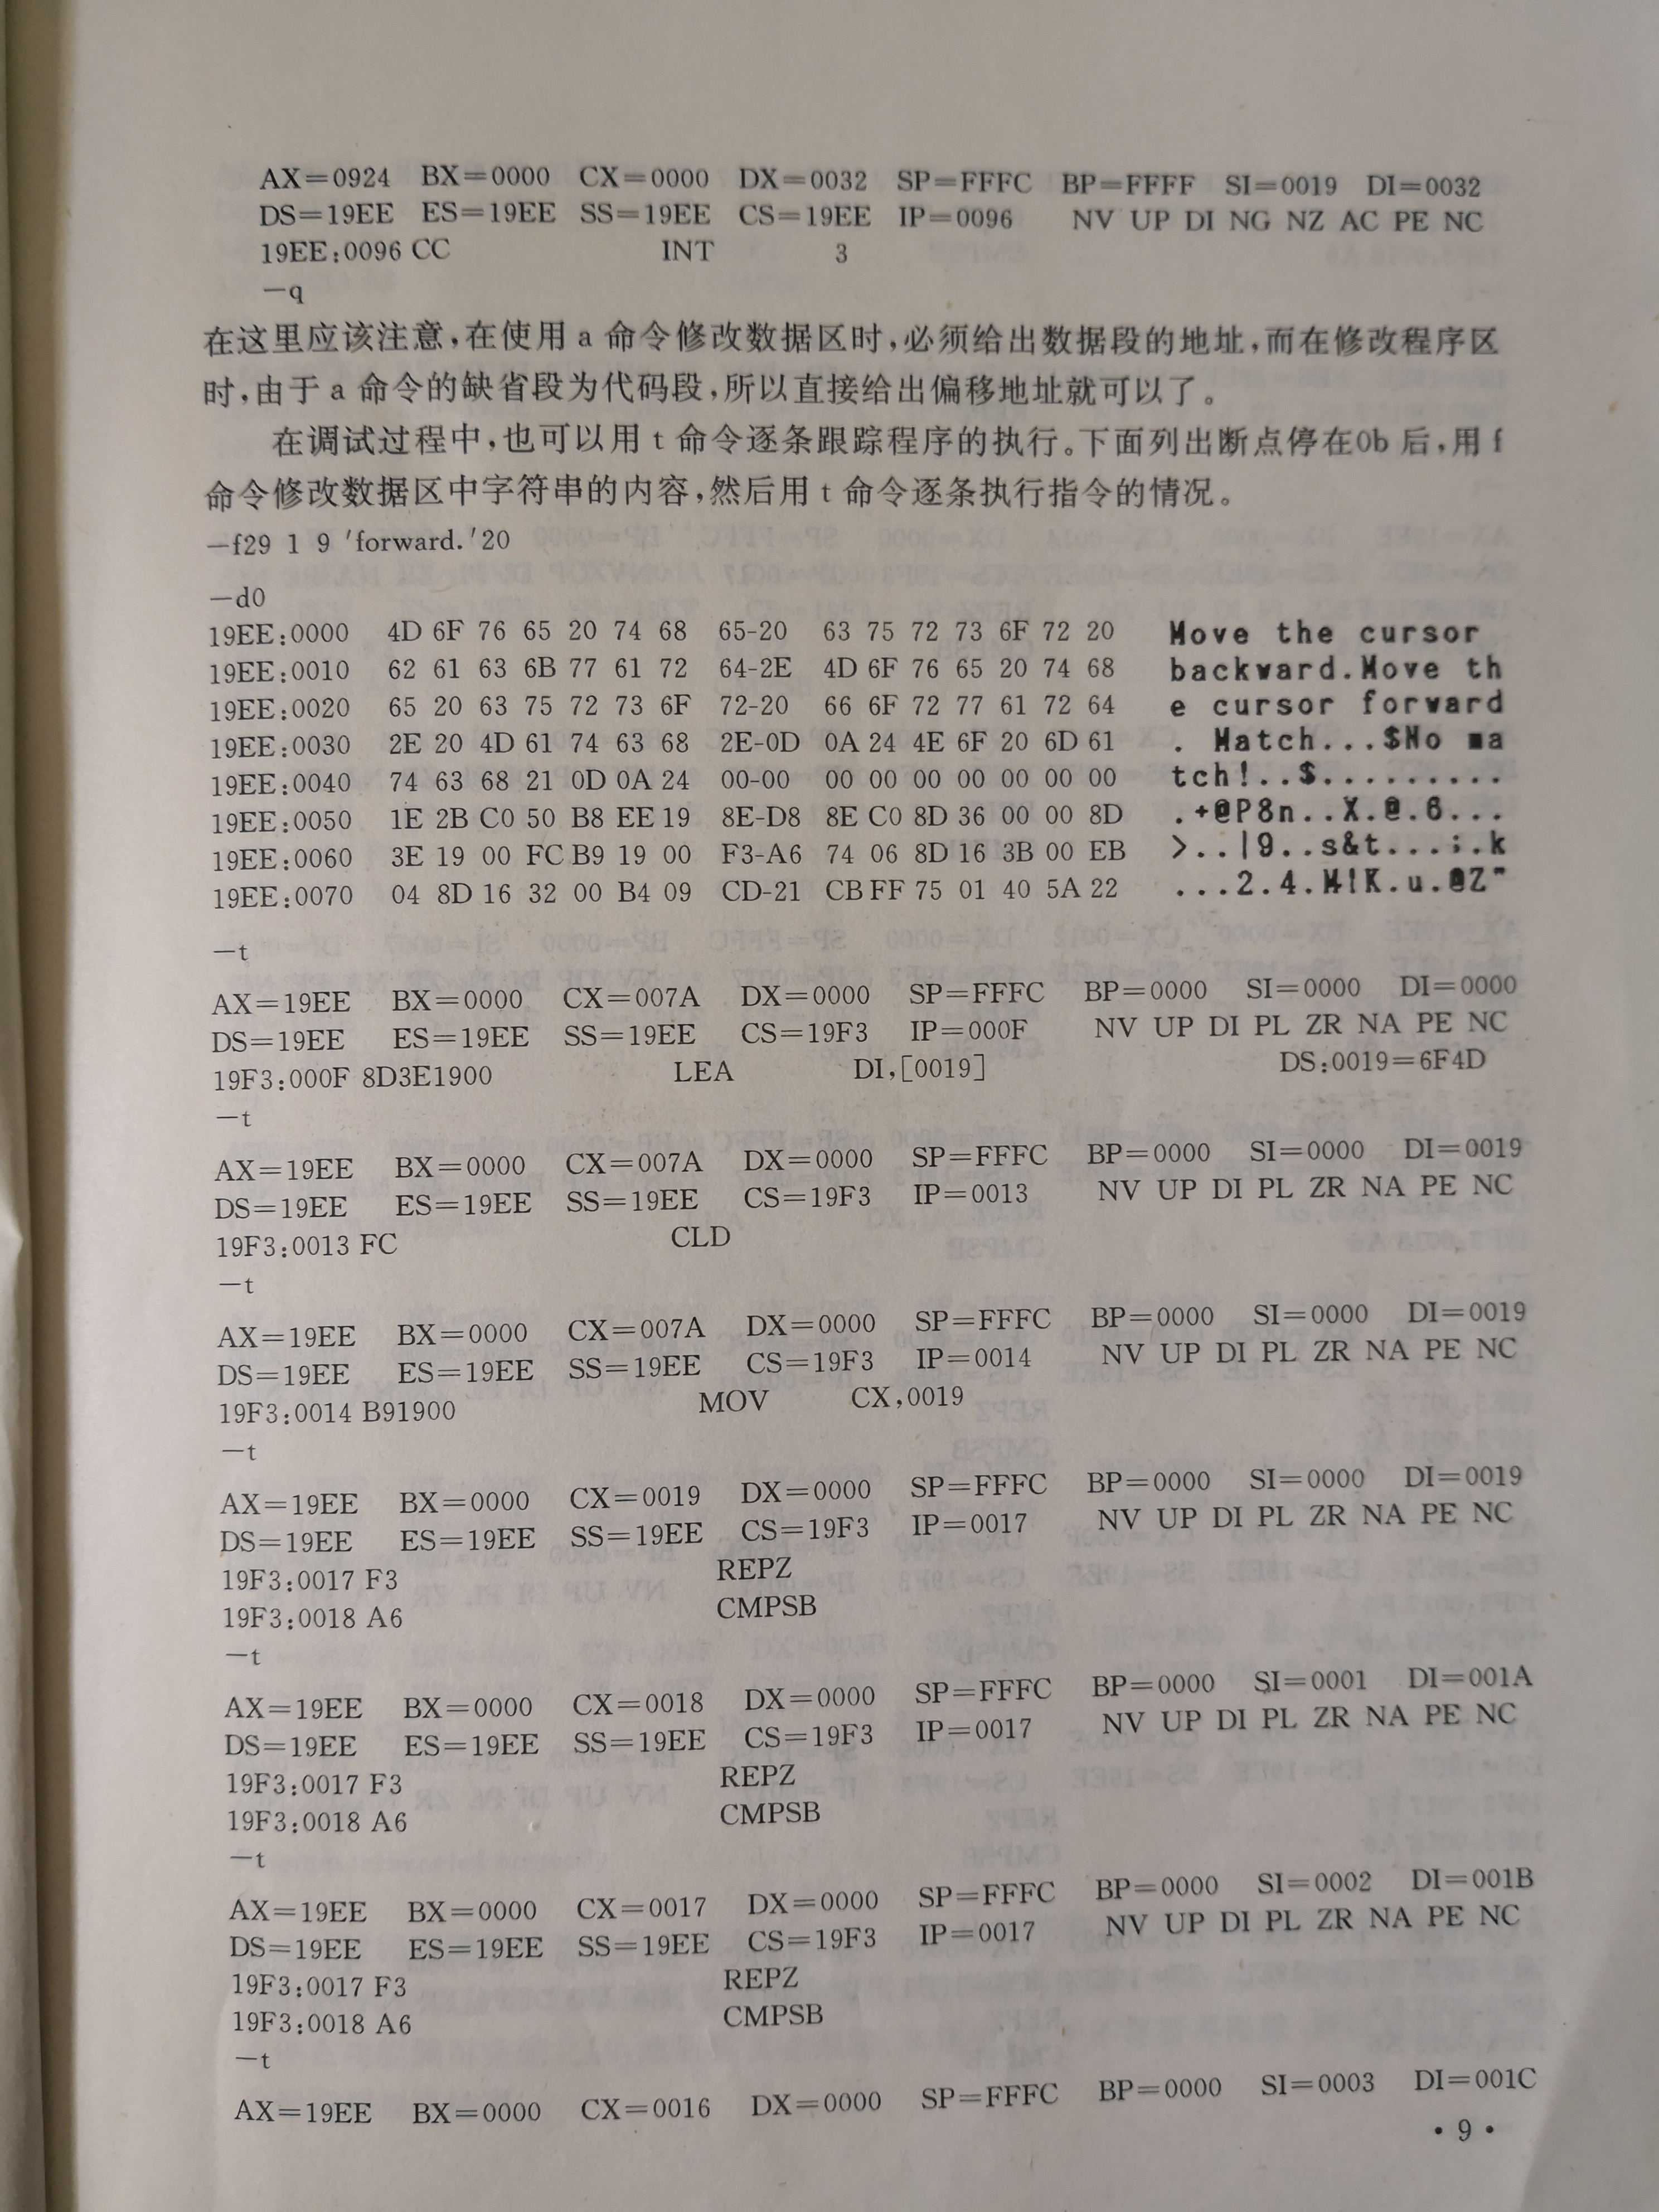 AX=0924 BX=0000 CX=0000 DX=0032 SP=FFFC BP=FFFF SI=0019 DI=0032
DS=19EE ES=19EE SS=19EE CS=19EE IP=0096 NV UP DI NG NZ AC PE NC
19EE:0096 CC INT 3
-q
在这里应该注意,在使用 a 命令修改数据区时,必须给出数据段的地址,而在修改程序区
时,由于 a 命令的缺省段为代码段,所以直接给出偏移地址就可以了。
在调试过程中,也可以用 t 命令逐条跟踪程序的执行。下面列出断点停在0b 后,用 f
命令修改数据区中字符串的内容,然后用 t 命令逐条执行指令的情况。
-f29 1 9 'forward.'20
-d0
19EE:0000 4D 6F 76 65 20 74 68 65-20 63 75 72 73 6F 72 20 Move the cursor
19EE:0010 62 61 63 6B 77 61 72 64-2E 4D 6F 76 65 20 74 68 backward.Move th
19EE:0020 65 20 63 75 72 73 6F 72-20 66 6F 72 77 61 72 64 e cursor forward
19EE:0030 2E 20 4D 61 74 63 68 2E-0D 0A 24 4E 6F 20 6D 61 . Match...$No ma
19EE:0040 74 63 68 21 0D 0A 24 00-00 00 00 00 00 00 00 00 tch!..$.........
19EE:0050 1E 2B C0 50 B8 EE 19 8E-D8 8E C0 8D 36 00 00 8D .+@P8n..X.@.6...
19EE:0060 3E 19 00 FC B9 19 00 F3-A6 74 06 8D 16 3B 00 EB >..|9..s&t...;.k
19EE:0070 04 8D 16 32 00 B4 09 CD-21 CB FF 75 01 40 5A 22 ...2.4.M!K.u.@Z"
-t
AX=19EE BX=0000 CX=007A DX=0000 SP=FFFC BP=0000 SI=0000 DI=0000
DS=19EE ES=19EE SS=19EE CS=19F3 IP=000F NV UP DI PL ZR NA PE NC
19F3:000F 8D3E1900 LEA DI,[0019] DS:0019=6F4D
-t
AX=19EE BX=0000 CX=007A DX=0000 SP=FFFC BP=0000 SI=0000 DI=0019
DS=19EE ES=19EE SS=19EE CS=19F3 IP=0013 NV UP DI PL ZR NA PE NC
19F3:0013 FC CLD
-t
AX=19EE BX=0000 CX=007A DX=0000 SP=FFFC BP=0000 SI=0000 DI=0019
DS=19EE ES=19EE SS=19EE CS=19F3 IP=0014 NV UP DI PL ZR NA PE NC
19F3:0014 B91900 MOV CX,0019
-t
AX=19EE BX=0000 CX=0019 DX=0000 SP=FFFC BP=0000 SI=0000 DI=0019
DS=19EE ES=19EE SS=19EE CS=19F3 IP=0017 NV UP DI PL ZR NA PE NC
19F3:0017 F3 REPZ
19F3:0018 A6 CMPSB
-t
AX=19EE BX=0000 CX=0018 DX=0000 SP=FFFC BP=0000 SI=0001 DI=001A
DS=19EE ES=19EE SS=19EE CS=19F3 IP=0017 NV UP DI PL ZR NA PE NC
19F3:0017 F3 REPZ
19F3:0018 A6 CMPSB
-t
AX=19EE BX=0000 CX=0017 DX=0000 SP=FFFC BP=0000 SI=0002 DI=001B
DS=19EE ES=19EE SS=19EE CS=19F3 IP=0017 NV UP DI PL ZR NA PE NC
19F3:0017 F3 REPZ
19F3:0018 A6 CMPSB
-t
AX=19EE BX=0000 CX=0016 DX=0000 SP=FFFC BP=0000 SI=0003 DI=001C
• 9 •